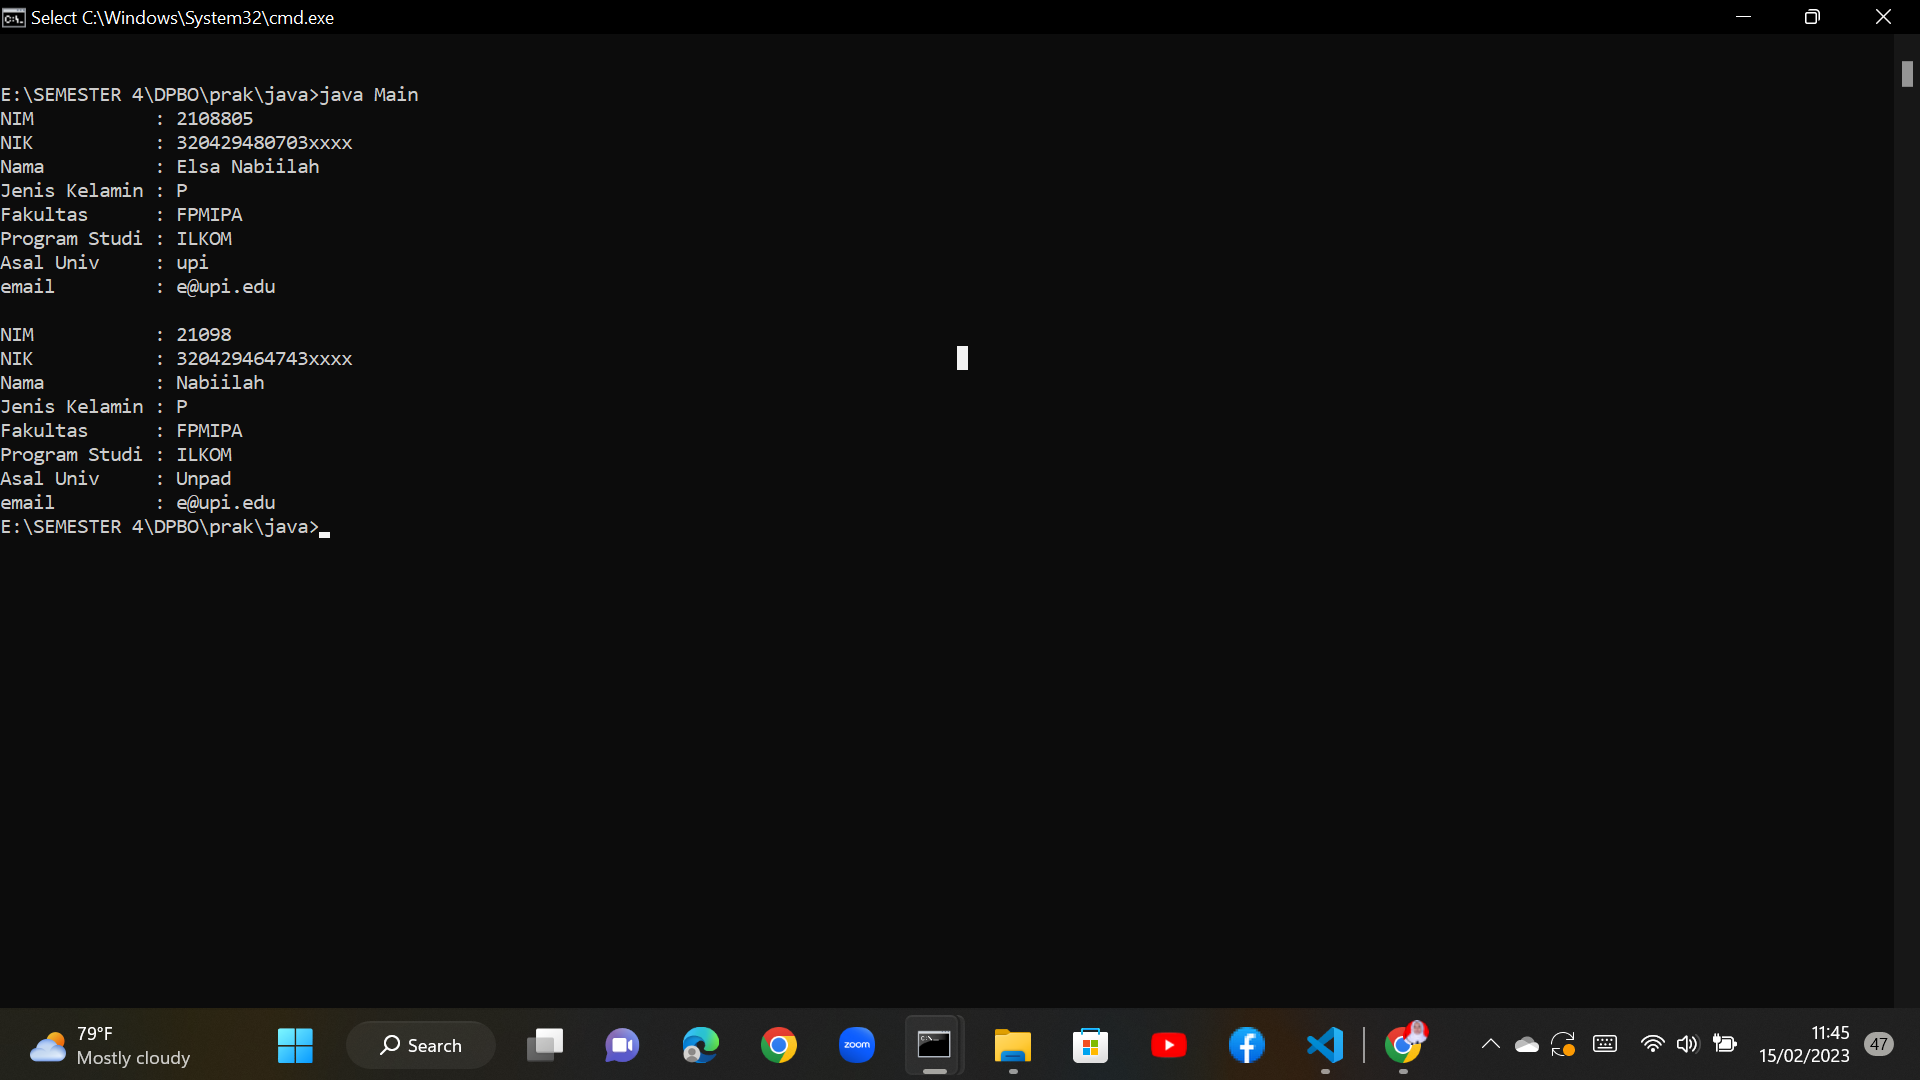 Select C:\Windows\System32\cmd.exe
E:\SEMESTER 4\DPBO\prak\java>java Main
NIM : 2108805
NIK : 320429480703xxxx
Nama : Elsa Nabiilah
Jenis Kelamin : P
Fakultas : FPMIPA
Program Studi : ILKOM
Asal Univ : upi
email : e@upi.edu
NIM : 21098
NIK : 320429464743xxxx
Nama : Nabiilah
Jenis Kelamin : P
Fakultas : FPMIPA
Program Studi : ILKOM
Asal Univ : Unpad
email : e@upi.edu
E:\SEMESTER 4\DPBO\prak\java>
79°F
Mostly cloudy
Search
zoom
11:45
15/02/2023
47